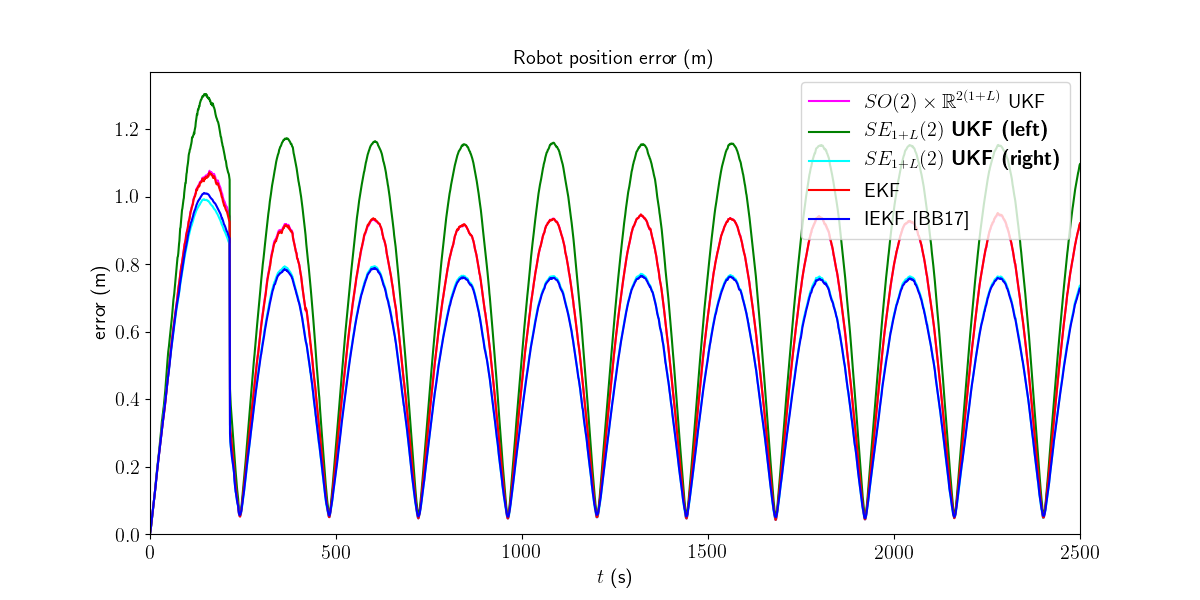 Robot position error (m)
SO(2) × ℝ^{2(1+L)} UKF
SE_{1+L}(2) UKF (left)
SE_{1+L}(2) UKF (right)
EKF
IEKF [BB17]
error (m)
1.2
1.0
0.8
0.6
0.4
0.2
0.0
0 500 1000 1500 2000 2500
t (s)